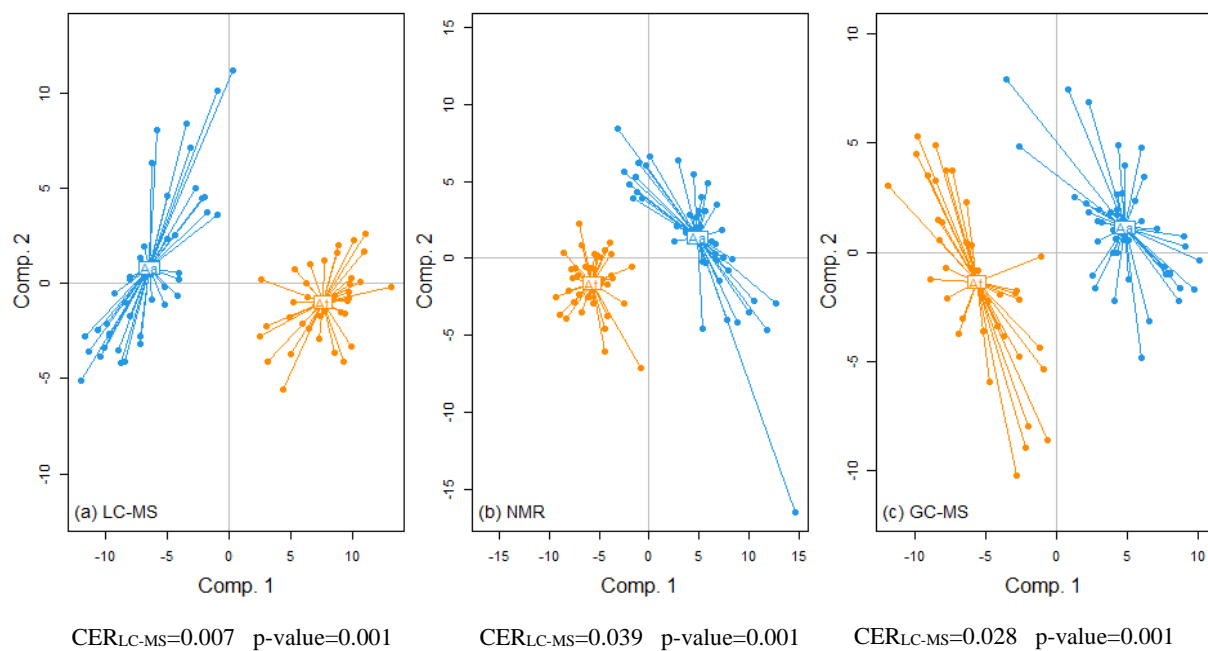 10
5
0
-5
-10
Comp. 2
Aa
At
(a) LC-MS
-10 -5 0 5 10
Comp. 1
15
10
5
0
-5
-10
-15
Comp. 2
Aa
At
(b) NMR
-15 -10 -5 0 5 10 15
Comp. 1
10
5
0
-5
-10
Comp. 2
Aa
At
(c) GC-MS
-10 -5 0 5 10
Comp. 1
CERLC-MS=0.007 p-value=0.001
CERLC-MS=0.039 p-value=0.001
CERLC-MS=0.028 p-value=0.001